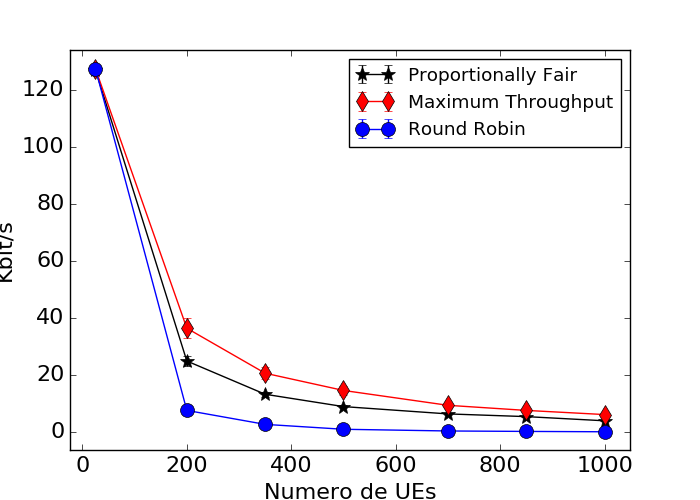 Proportionally Fair
Maximum Throughput
Round Robin
Kbit/s
120
100
80
60
40
20
0
0 200 400 600 800 1000
Numero de UEs